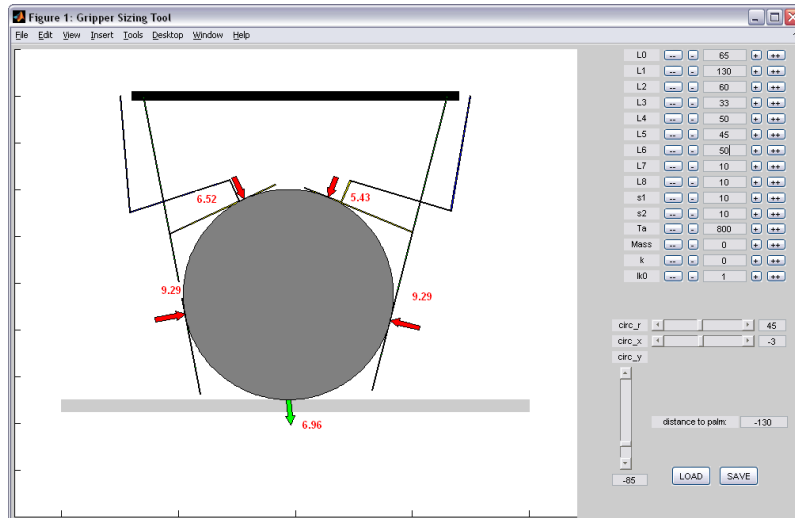 Figure 1: Gripper Sizing Tool
File Edit View Insert Tools Desktop Window Help
L0 -- - 65 + ++
L1 -- - 130 + ++
L2 -- - 60 + ++
L3 -- - 33 + ++
L4 -- - 50 + ++
L5 -- - 45 + ++
L6 -- - 50 + ++
L7 -- - 10 + ++
L8 -- - 10 + ++
s1 -- - 10 + ++
s2 -- - 10 + ++
Ta -- - 800 + ++
Mass -- - 0 + ++
k -- - 0 + ++
lk0 -- - 1 + ++
6.52 5.43
9.29 9.29
6.96
circ_r 45
circ_x -3
circ_y
distance to palm: -130
LOAD SAVE
-85